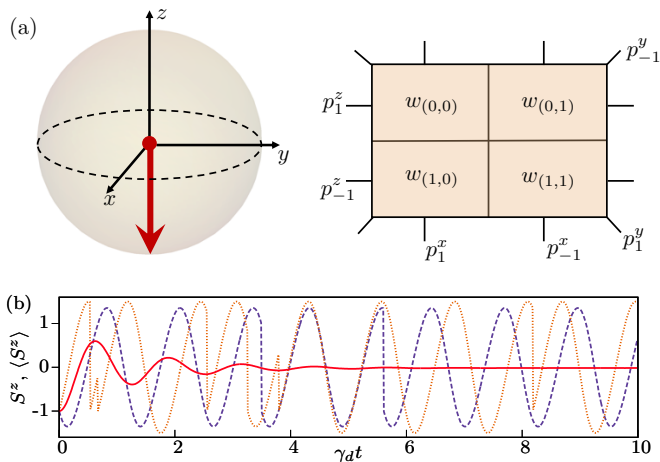 (a)
z
y
x
p^y_{-1}
p^z_1 w_{(0,0)} w_{(0,1)}
p^z_{-1} w_{(1,0)} w_{(1,1)}
p^x_1 p^x_{-1} p^y_1
(b)
S^z, ⟨S^z⟩
1
0
-1
0 2 4 6 8 10
γ_d t